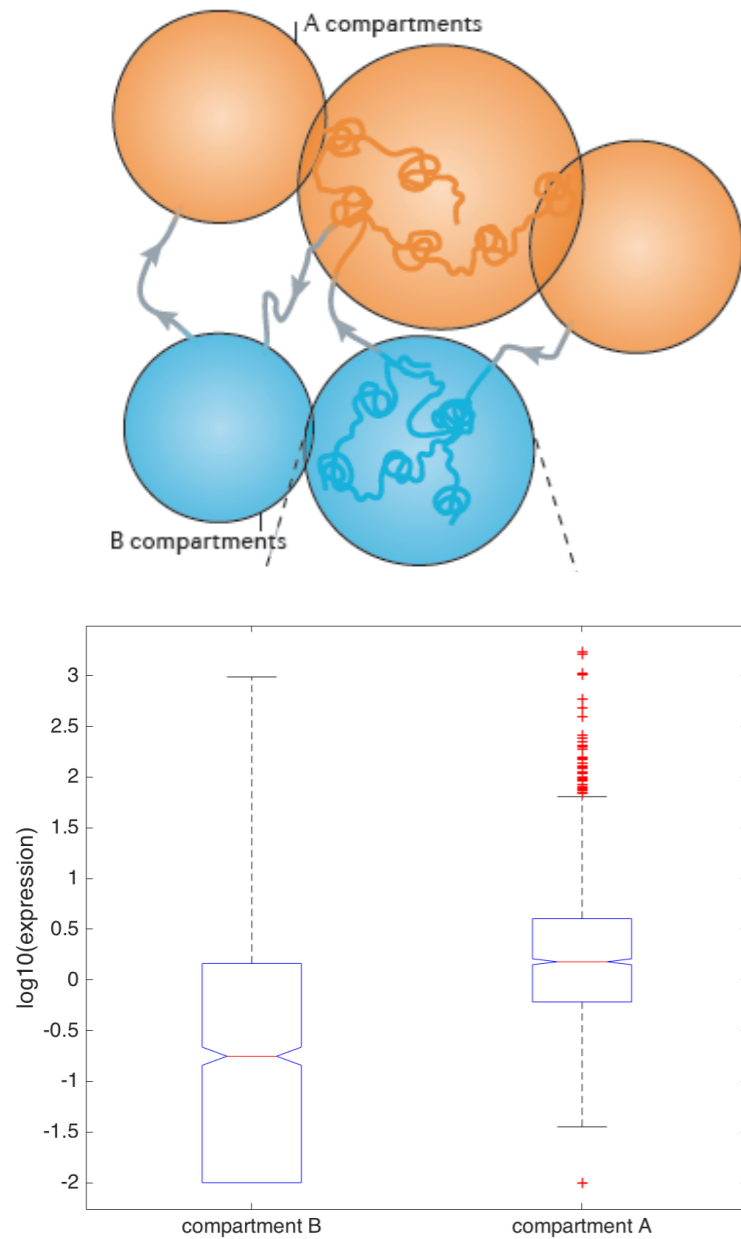 A compartments
B compartments
log10(expression)
3
2.5
2
1.5
1
0.5
0
-0.5
-1
-1.5
-2
compartment B
compartment A